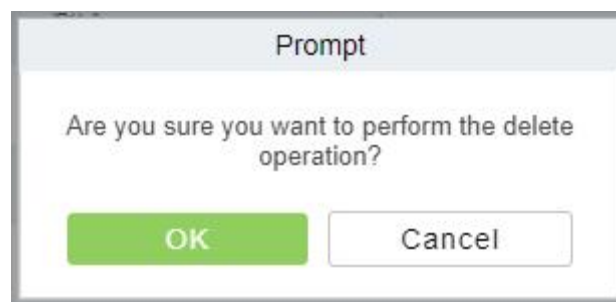 Prompt
Are you sure you want to perform the delete
operation?
OK
Cancel